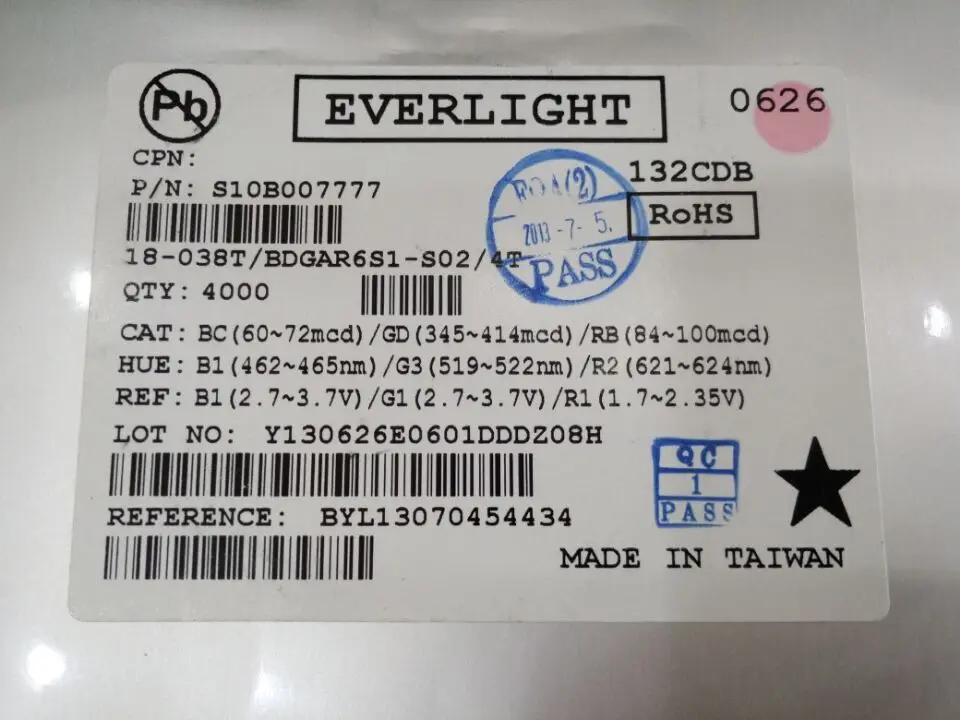 Pb
EVERLIGHT
0626
CPN:
132CDB
P/N: S10B007777
RoHS
2013-7-5.
PASS
18-038T/BDGAR6S1-S02/4T
QTY: 4000
CAT: BC(60~72mcd)/GD(345~414mcd)/RB(84~100mcd)
HUE: B1(462~465nm)/G3(519~522nm)/R2(621~624nm)
REF: B1(2.7~3.7V)/G1(2.7~3.7V)/R1(1.7~2.35V)
LOT NO: Y130626E0601DDDZ08H
QC
1
PASS
REFERENCE: BYL13070454434
MADE IN TAIWAN